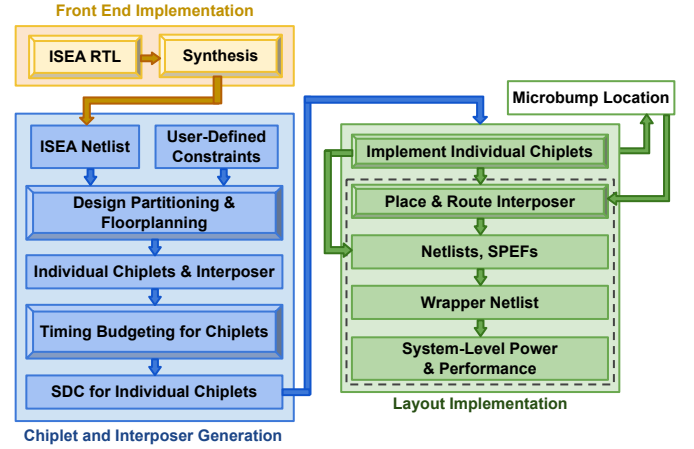 Front End Implementation
ISEA RTL
Synthesis
ISEA Netlist
User-Defined
Constraints
Design Partitioning &
Floorplanning
Individual Chiplets & Interposer
Timing Budgeting for Chiplets
SDC for Individual Chiplets
Chiplet and Interposer Generation
Microbump Location
Implement Individual Chiplets
Place & Route Interposer
Netlists, SPEFs
Wrapper Netlist
System-Level Power
& Performance
Layout Implementation